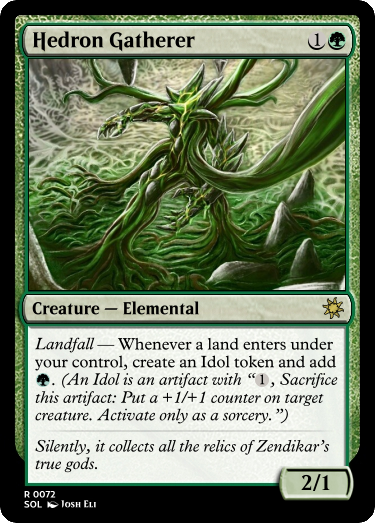 Hedron Gatherer 1
Creature — Elemental
Landfall — Whenever a land enters under
your control, create an Idol token and add
. (An Idol is an artifact with “1, Sacrifice
this artifact: Put a +1/+1 counter on target
creature. Activate only as a sorcery.”)
Silently, it collects all the relics of Zendikar’s
true gods.
2/1
R 0072
SOL Josh Eli